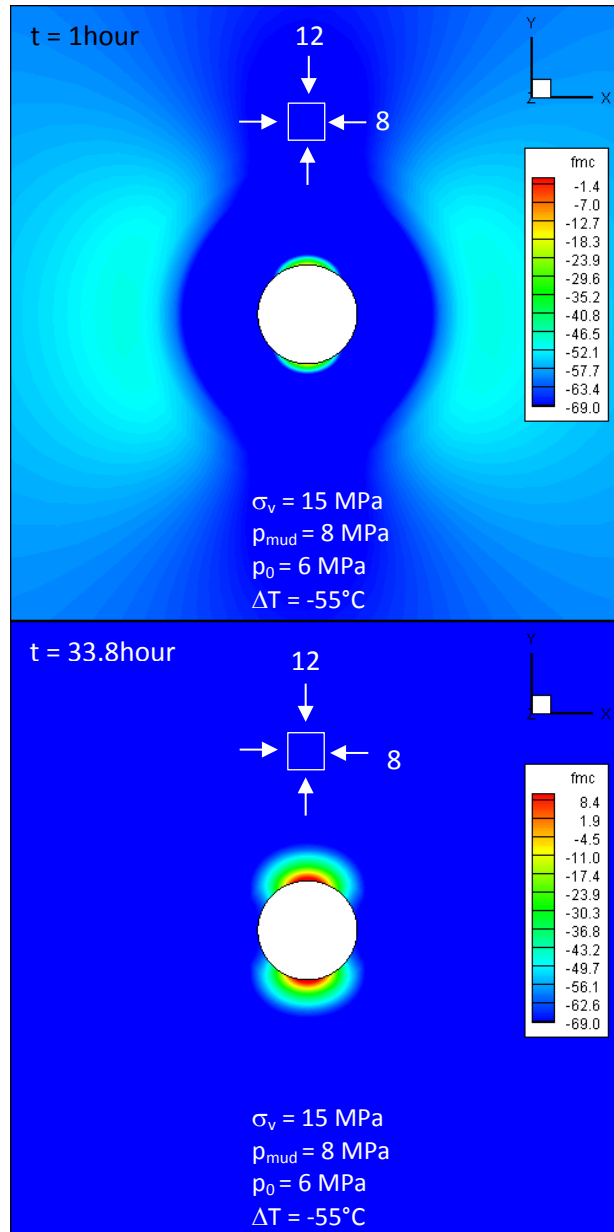 t = 1hour
12
8
Y
Z
X
fmc
-1.4
-7.0
-12.7
-18.3
-23.9
-29.6
-35.2
-40.8
-46.5
-52.1
-57.7
-63.4
-69.0
σv = 15 MPa
pmud = 8 MPa
p0 = 6 MPa
ΔT = -55°C
t = 33.8hour
12
8
Y
Z
X
fmc
8.4
1.9
-4.5
-11.0
-17.4
-23.9
-30.3
-36.8
-43.2
-49.7
-56.1
-62.6
-69.0
σv = 15 MPa
pmud = 8 MPa
p0 = 6 MPa
ΔT = -55°C